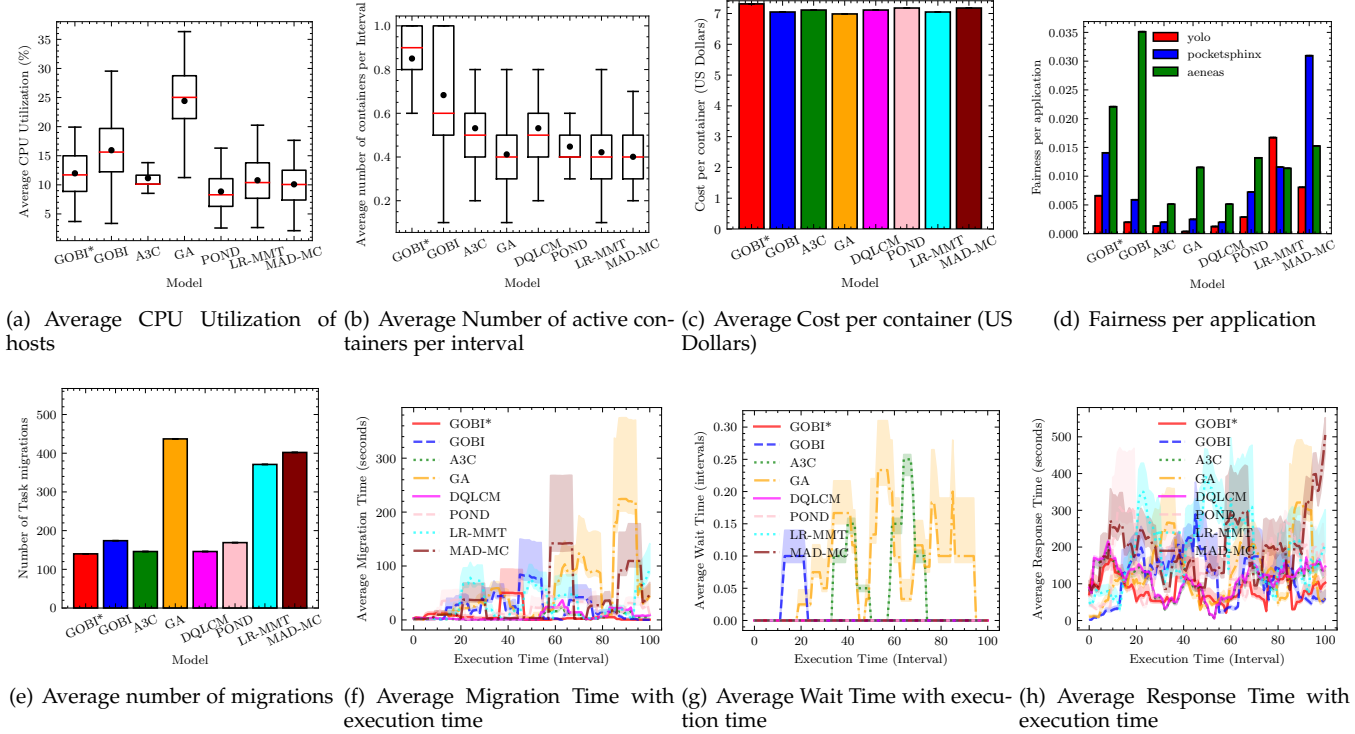 Average CPU Utilization (%)
35
30
25
20
15
10
5
GOBI*
GOBI
A3C
GA
POND
LR-MMT
MAD-MC
Model
(a) Average CPU Utilization of
hosts
Average number of containers per Interval
1.0
0.8
0.6
0.4
0.2
GOBI*
GOBI
A3C
GA
DQLCM
POND
LR-MMT
MAD-MC
Model
(b) Average Number of active con-
tainers per interval
Cost per container (US Dollars)
7
6
5
4
3
2
1
0
GOBI*
GOBI
A3C
GA
DQLCM
POND
LR-MMT
MAD-MC
Model
(c) Average Cost per container (US
Dollars)
Fairness per application
0.035
0.030
0.025
0.020
0.015
0.010
0.005
0.000
yolo
pocketsphinx
aeneas
GOBI*
GOBI
A3C
GA
DQLCM
POND
LR-MMT
MAD-MC
Model
(d) Fairness per application
Number of Task migrations
500
400
300
200
100
0
GOBI*
GOBI
A3C
GA
DQLCM
POND
LR-MMT
MAD-MC
Model
(e) Average number of migrations
Average Migration Time (seconds)
300
200
100
0
GOBI*
GOBI
A3C
GA
DQLCM
POND
LR-MMT
MAD-MC
0
20
40
60
80
100
Execution Time (Interval)
(f) Average Migration Time with
execution time
Average Wait Time (intervals)
0.30
0.25
0.20
0.15
0.10
0.05
0.00
GOBI*
GOBI
A3C
GA
DQLCM
POND
LR-MMT
MAD-MC
0
20
40
60
80
100
Execution Time (Interval)
(g) Average Wait Time with execu-
tion time
Average Response Time (seconds)
500
400
300
200
100
0
GOBI*
GOBI
A3C
GA
DQLCM
POND
LR-MMT
MAD-MC
0
20
40
60
80
100
Execution Time (Interval)
(h) Average Response Time with
execution time